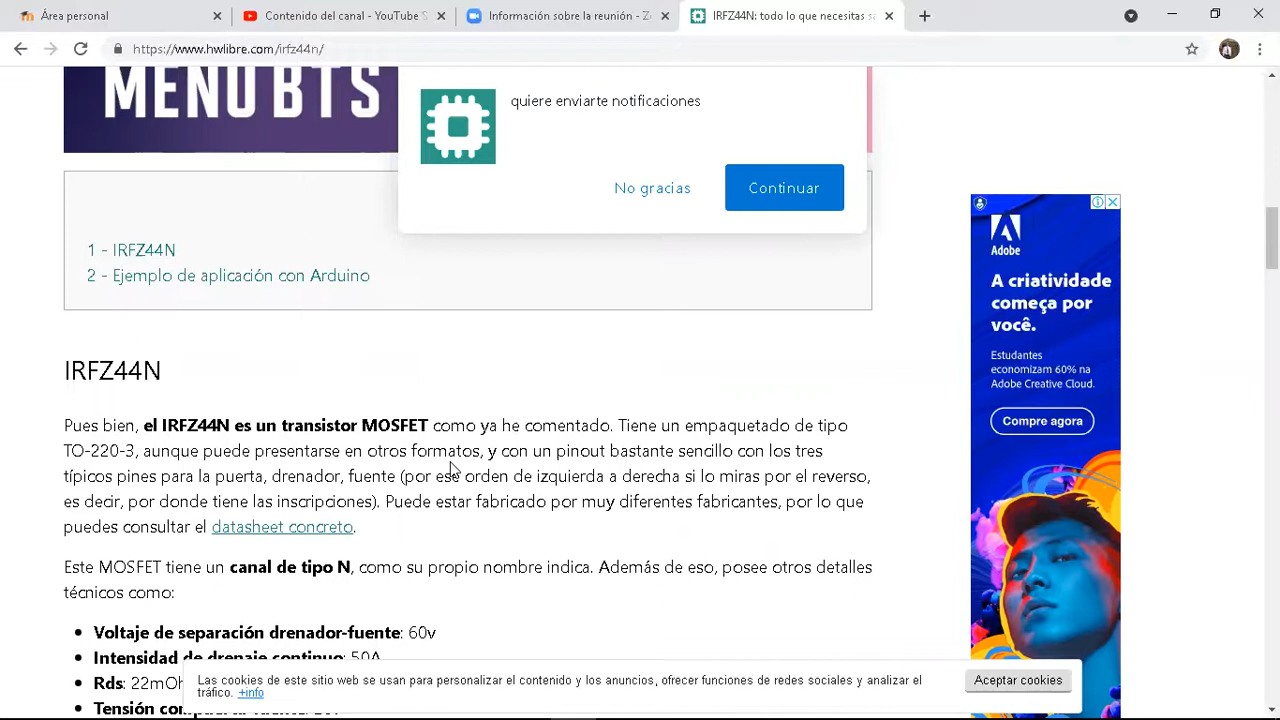 Área personal
Contenido del canal - YouTube S
Información sobre la reunión - Zo
IRFZ44N: todo lo que necesitas sa
https://www.hwlibre.com/irfz44n/
MENU BTS
quiere enviarte notificaciones
No gracias
Continuar
1 - IRFZ44N
2 - Ejemplo de aplicación con Arduino
IRFZ44N
Pues bien, el IRFZ44N es un transistor MOSFET como ya he comentado. Tiene un empaquetado de tipo
TO-220-3, aunque puede presentarse en otros formatos, y con un pinout bastante sencillo con los tres
típicos pines para la puerta, drenador, fuente (por ese orden de izquierda a derecha si lo miras por el reverso,
es decir, por donde tiene las inscripciones). Puede estar fabricado por muy diferentes fabricantes, por lo que
puedes consultar el datasheet concreto.
Este MOSFET tiene un canal de tipo N, como su propio nombre indica. Además de eso, posee otros detalles
técnicos como:
Voltaje de separación drenador-fuente: 60v
Intensidad de drenaje continuo: 50A
Rds: 22mOh
Tensión
Las cookies de este sitio web se usan para personalizar el contenido y los anuncios, ofrecer funciones de redes sociales y analizar el
tráfico. +info
Aceptar cookies
Adobe
A criatividade
começa por
você.
Estudantes
economizam 60% na
Adobe Creative Cloud.
Compre agora